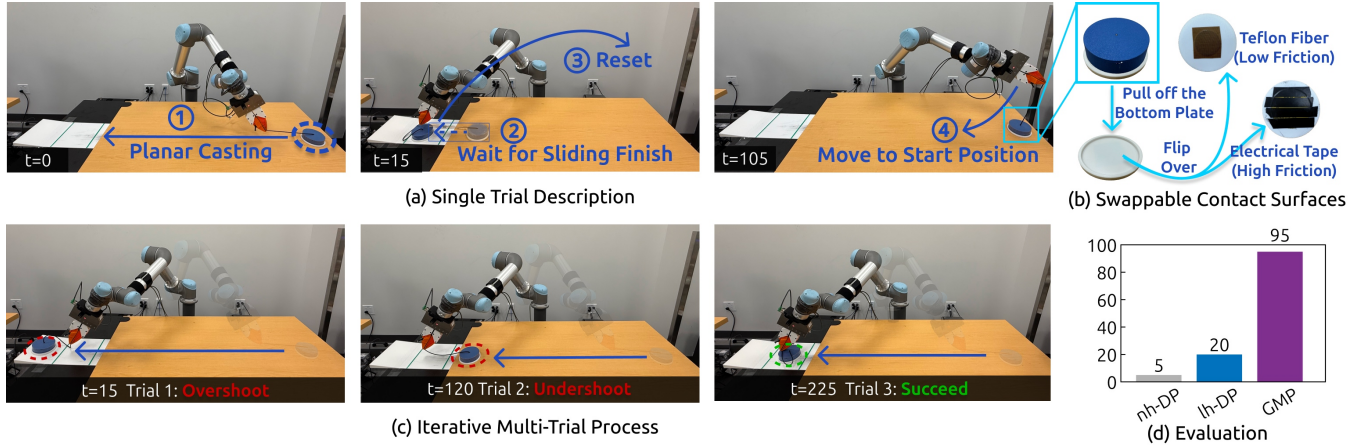 ①
Planar Casting
t=0
③ Reset
②
Wait for Sliding Finish
t=15
④
Move to Start Position
t=105
(a) Single Trial Description
Teflon Fiber
(Low Friction)
Pull off the
Bottom Plate
Flip
Over
Electrical Tape
(High Friction)
(b) Swappable Contact Surfaces
t=15 Trial 1: Overshoot
t=120 Trial 2: Undershoot
t=225 Trial 3: Succeed
(c) Iterative Multi-Trial Process
100
80
60
40
20
0
5
20
95
nh-DP
lh-DP
GMP
(d) Evaluation